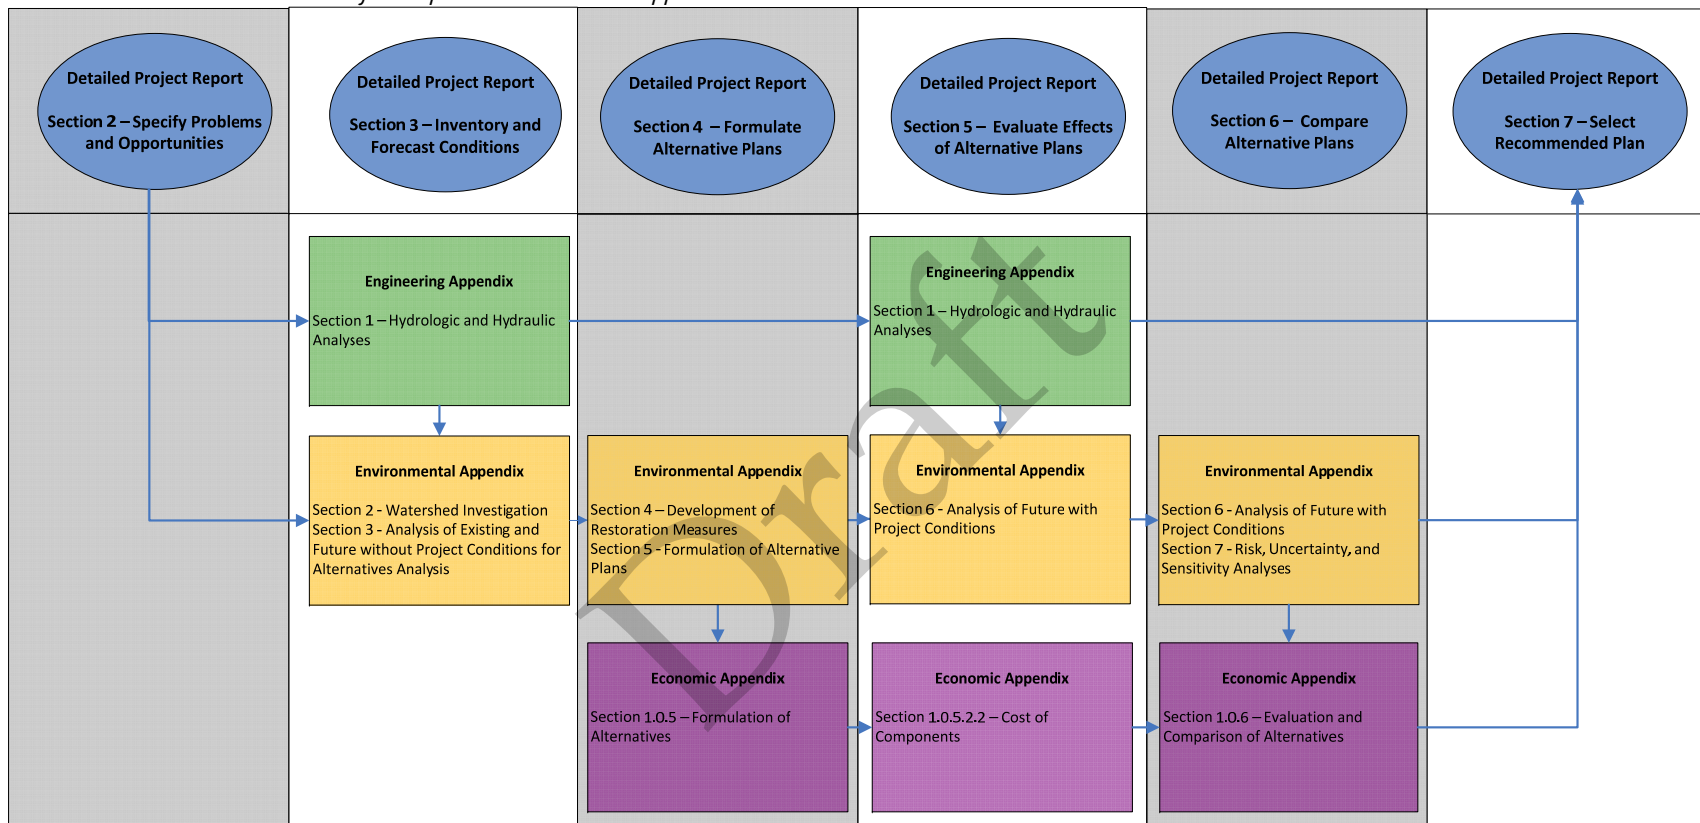 Detailed Project Report
Section 2 – Specify Problems
and Opportunities
Detailed Project Report
Section 3 – Inventory and
Forecast Conditions
Detailed Project Report
Section 4 – Formulate
Alternative Plans
Detailed Project Report
Section 5 – Evaluate Effects
of Alternative Plans
Detailed Project Report
Section 6 – Compare
Alternative Plans
Detailed Project Report
Section 7 – Select
Recommended Plan
Engineering Appendix
Section 1 – Hydrologic and Hydraulic
Analyses
Engineering Appendix
Section 1 – Hydrologic and Hydraulic
Analyses
Environmental Appendix
Section 2 - Watershed Investigation
Section 3 - Analysis of Existing and
Future without Project Conditions for
Alternatives Analysis
Environmental Appendix
Section 4 – Development of
Restoration Measures
Section 5 - Formulation of Alternative
Plans
Environmental Appendix
Section 6 - Analysis of Future with
Project Conditions
Environmental Appendix
Section 6 - Analysis of Future with
Project Conditions
Section 7 - Risk, Uncertainty, and
Sensitivity Analyses
Economic Appendix
Section 1.0.5 – Formulation of
Alternatives
Economic Appendix
Section 1.0.5.2.2 – Cost of
Components
Economic Appendix
Section 1.0.6 – Evaluation and
Comparison of Alternatives
Draft